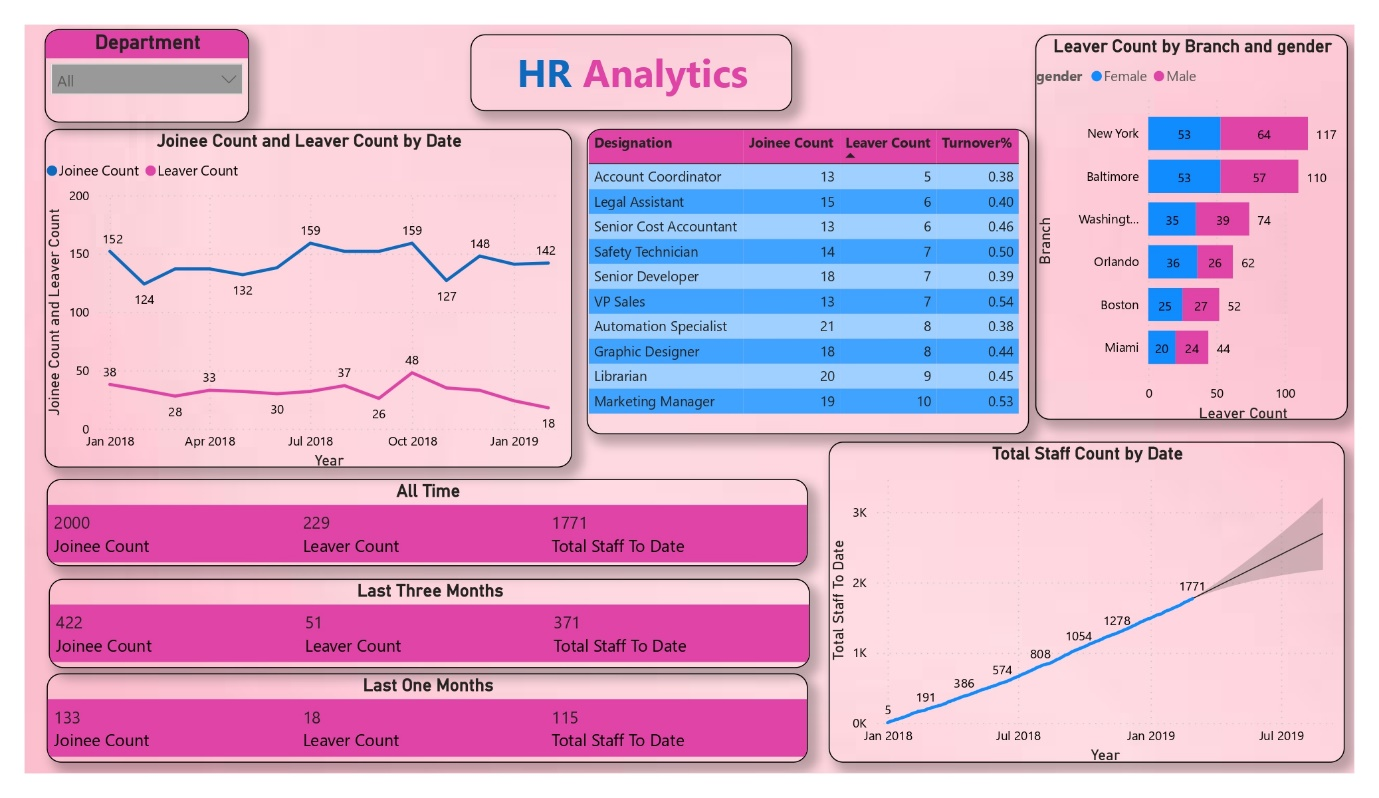 Department
All
HR Analytics
Joinee Count and Leaver Count by Date
Joinee Count Leaver Count
Joinee Count and Leaver Count
200
150
100
50
0
152
124
132
159
159
127
148
142
38
28
33
30
37
26
48
18
Jan 2018 Apr 2018 Jul 2018 Oct 2018 Jan 2019
Year
Designation Joinee Count Leaver Count Turnover%
Account Coordinator 13 5 0.38
Legal Assistant 15 6 0.40
Senior Cost Accountant 13 6 0.46
Safety Technician 14 7 0.50
Senior Developer 18 7 0.39
VP Sales 13 7 0.54
Automation Specialist 21 8 0.38
Graphic Designer 18 8 0.44
Librarian 20 9 0.45
Marketing Manager 19 10 0.53
Leaver Count by Branch and gender
gender Female Male
Branch
New York 53 64 117
Baltimore 53 57 110
Washingt... 35 39 74
Orlando 36 26 62
Boston 25 27 52
Miami 20 24 44
0 50 100
Leaver Count
All Time
2000 229 1771
Joinee Count Leaver Count Total Staff To Date
Last Three Months
422 51 371
Joinee Count Leaver Count Total Staff To Date
Last One Months
133 18 115
Joinee Count Leaver Count Total Staff To Date
Total Staff Count by Date
Total Staff To Date
3K
2K
1K
0K
5
191
386
574
808
1054
1278
1771
Jan 2018 Jul 2018 Jan 2019 Jul 2019
Year